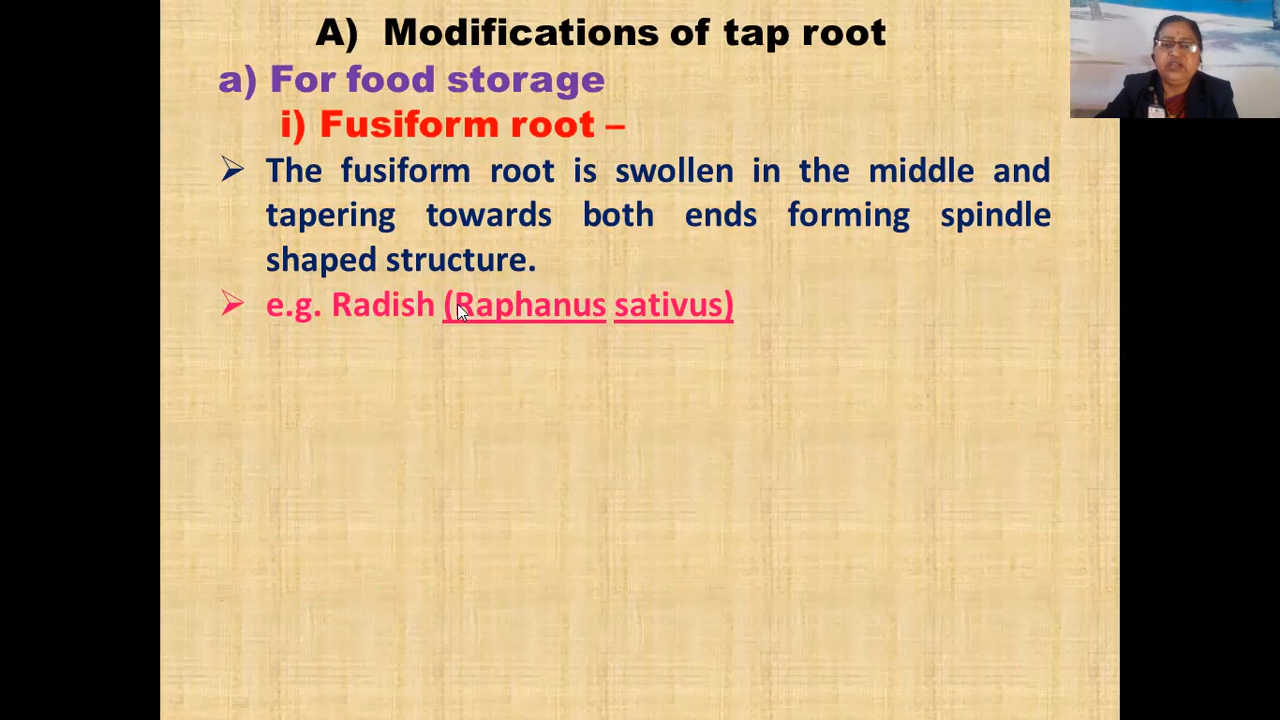 A) Modifications of tap root
a) For food storage
i) Fusiform root –
➢ The fusiform root is swollen in the middle and
tapering towards both ends forming spindle
shaped structure.
➢ e.g. Radish (Raphanus sativus)